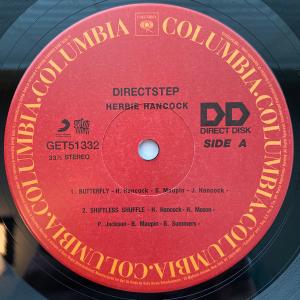 COLUMBIA. COLUMBIA. COLUMBIA. COLUMBIA. COLUMBIA. COLUMBIA.
DIRECTSTEP
HERBIE HANCOCK
GET51332
33⅓ STEREO
DD
DIRECT DISK
SIDE A
1. BUTTERFLY - H. Hancock - B. Maupin - J. Hancock -
2. SHIFTLESS SHUFFLE - H. Hancock - H. Mason -
P. Jackson - B. Maupin - B. Summers -